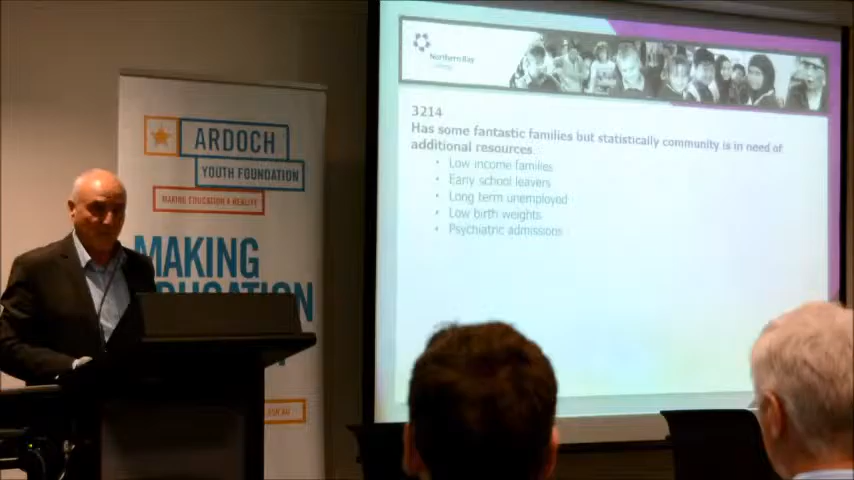 ARDOCH
YOUTH FOUNDATION
MAKING EDUCATION A REALITY
MAKING
EDUCATION
Northern Bay
3214
Has some fantastic families but statistically community is in need of
additional resources
• Low income families
• Early school leavers
• Long term unemployed
• Low birth weights
• Psychiatric admissions